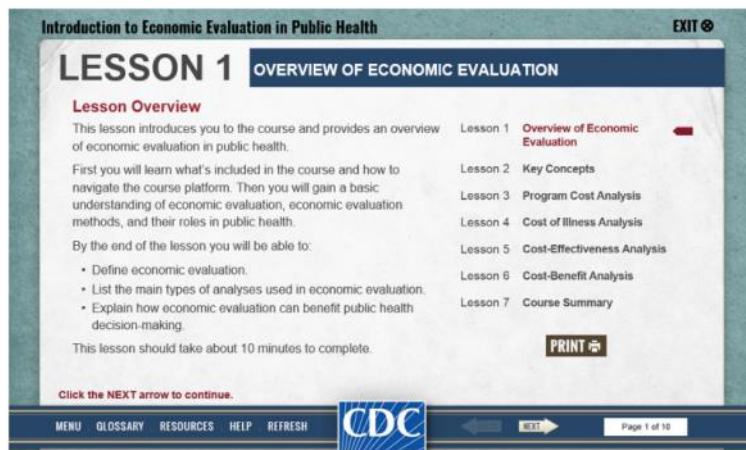 Introduction to Economic Evaluation in Public Health
EXIT
LESSON 1
OVERVIEW OF ECONOMIC EVALUATION
Lesson Overview
This lesson introduces you to the course and provides an overview
of economic evaluation in public health.
First you will learn what's included in the course and how to
navigate the course platform. Then you will gain a basic
understanding of economic evaluation, economic evaluation
methods, and their roles in public health.
By the end of the lesson you will be able to:
• Define economic evaluation.
• List the main types of analyses used in economic evaluation.
• Explain how economic evaluation can benefit public health
decision-making.
This lesson should take about 10 minutes to complete.
Click the NEXT arrow to continue.
Lesson 1 Overview of Economic
Evaluation
Lesson 2 Key Concepts
Lesson 3 Program Cost Analysis
Lesson 4 Cost of Illness Analysis
Lesson 5 Cost-Effectiveness Analysis
Lesson 6 Cost-Benefit Analysis
Lesson 7 Course Summary
PRINT
MENU GLOSSARY RESOURCES HELP REFRESH
CDC
NEXT
Page 1 of 10